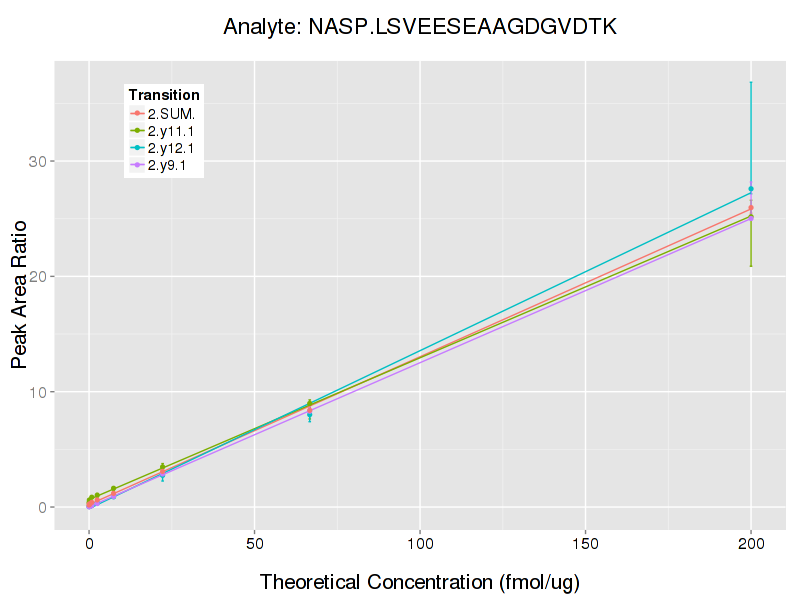 Analyte: NASP.LSVEESEAAGDGVDTK
Transition
2.SUM.
2.y11.1
2.y12.1
2.y9.1
Peak Area Ratio
30
20
10
0
0 50 100 150 200
Theoretical Concentration (fmol/ug)